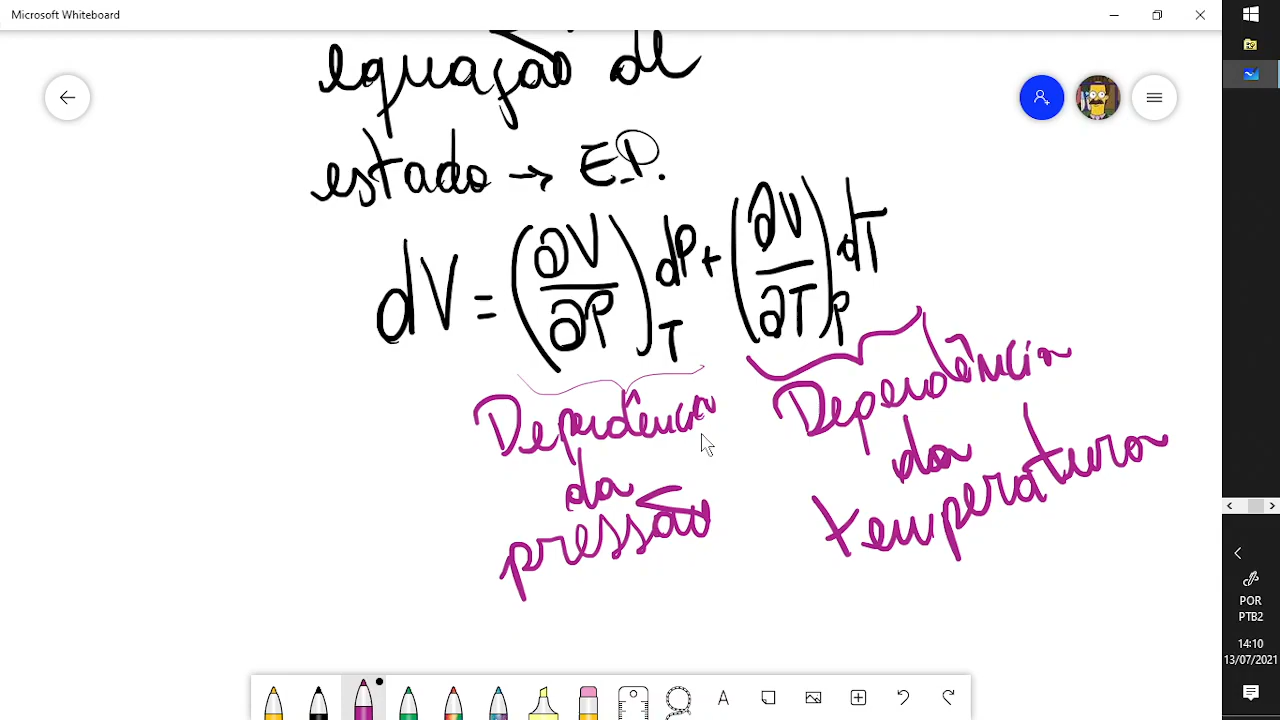 Microsoft Whiteboard
equação de
estado → E.P.
dV = (∂V/∂P)_T dP + (∂V/∂T)_P dT
Dependência
da
pressão
Dependência
da
temperatura
A
POR
PTB2
14:10
13/07/2021